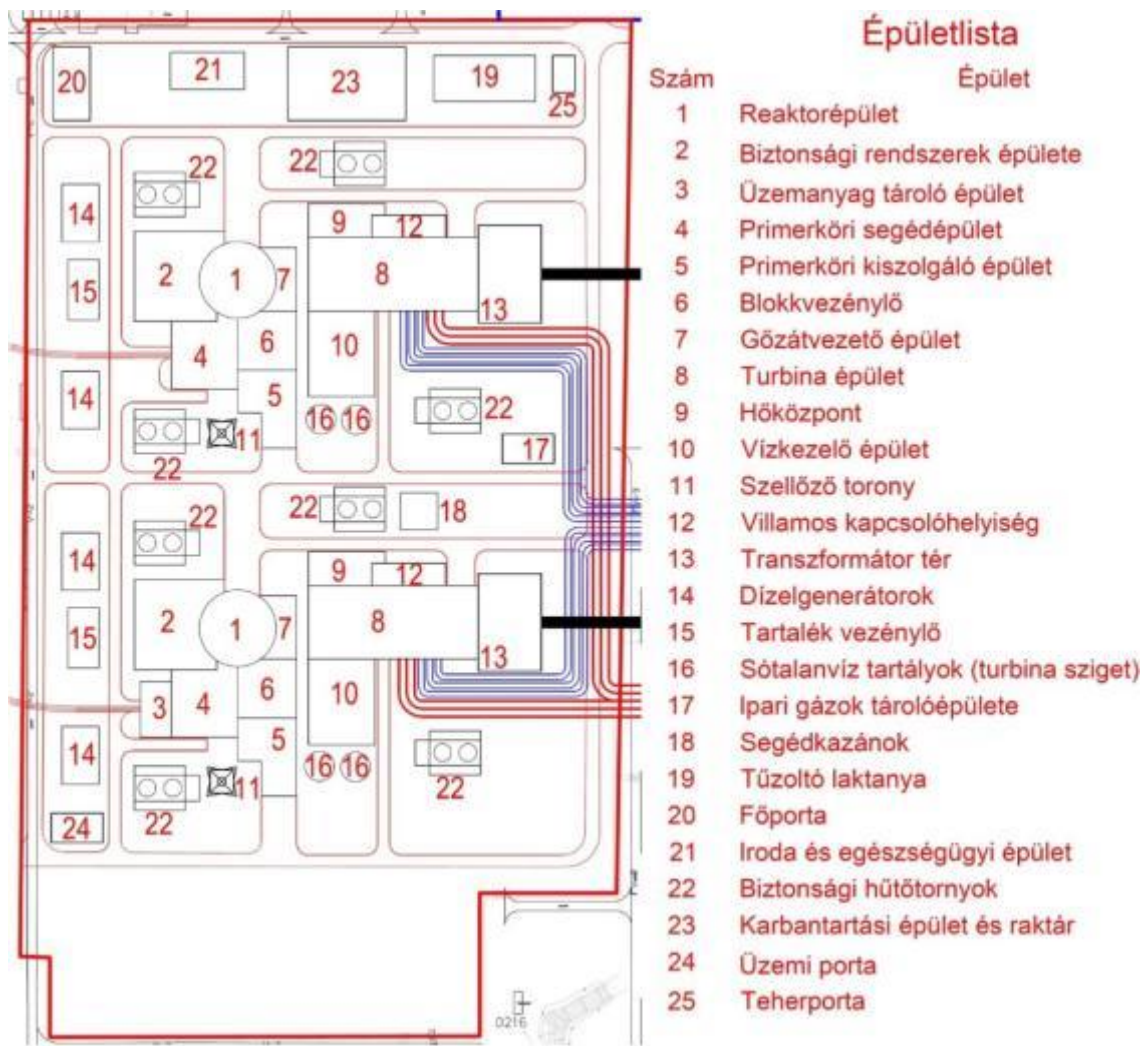 Épületlista
Szám Épület
1 Reaktorépület
2 Biztonsági rendszerek épülete
3 Üzemanyag tároló épület
4 Primerköri segédépület
5 Primerköri kiszolgáló épület
6 Blokkvezénylő
7 Gőzátvezető épület
8 Turbina épület
9 Hőközpont
10 Vízkezelő épület
11 Szellőző torony
12 Villamos kapcsolóhelyiség
13 Transzformátor tér
14 Dízelgenerátorok
15 Tartalék vezénylő
16 Sótalanvíz tartályok (turbina sziget)
17 Ipari gázok tárolóépülete
18 Segédkazánok
19 Tűzoltó laktanya
20 Főporta
21 Iroda és egészségügyi épület
22 Biztonsági hűtőtornyok
23 Karbantartási épület és raktár
24 Üzemi porta
25 Teherporta
20 21 23 19 25
22 22
14 9 12
15 2 1 7 8 13
4 6 10
14 5
22 11 16 16 22
17
22 22 18
14 9 12
15 2 1 7 8 13
3 4 6 10
14 5
22 11 16 16 22
24
0216